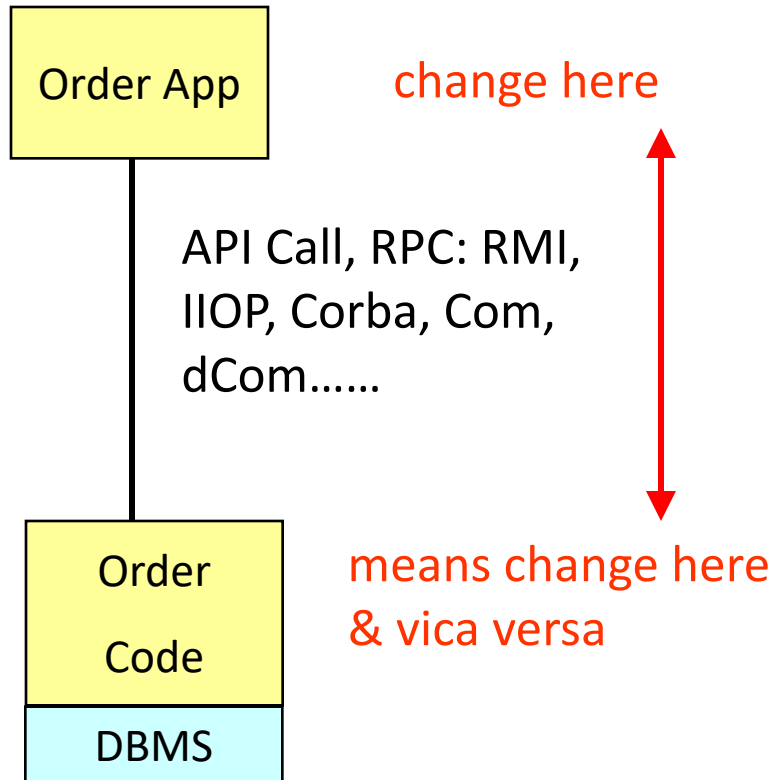 Order App
change here
API Call, RPC: RMI,
IIOP, Corba, Com,
dCom......
Order
Code
means change here
& vica versa
DBMS